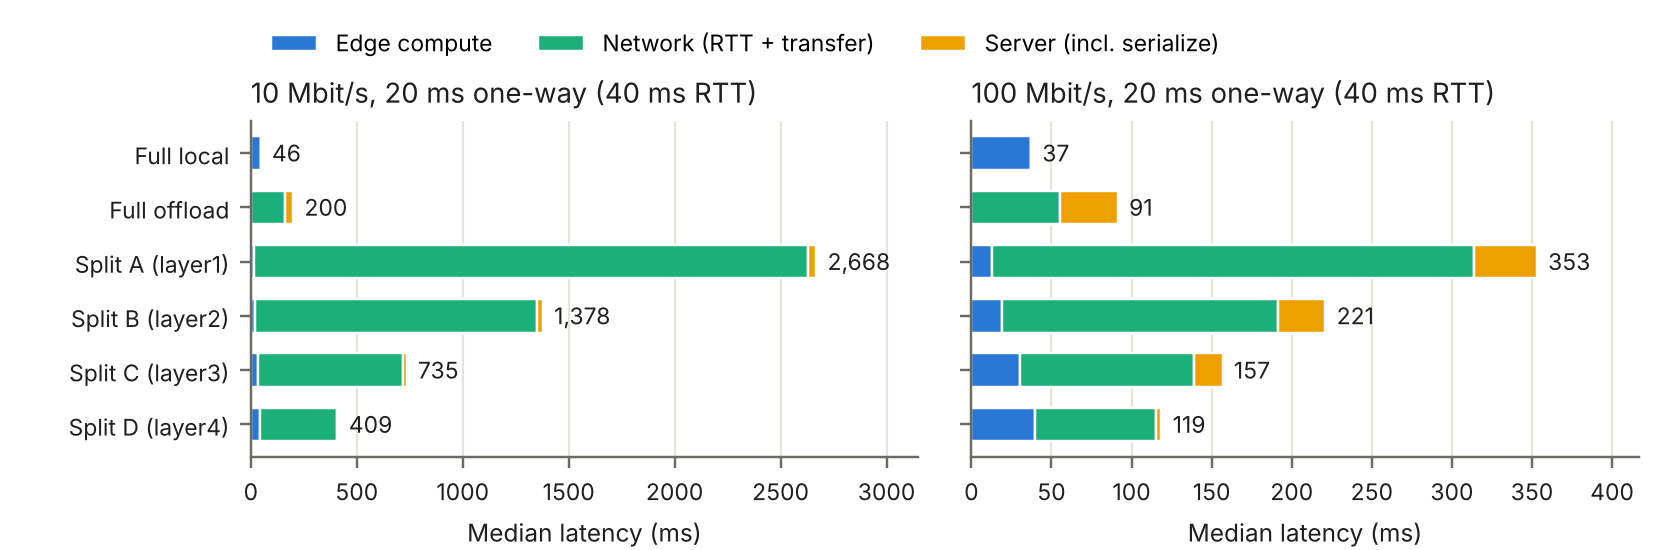 Edge compute Network (RTT + transfer) Server (incl. serialize)
10 Mbit/s, 20 ms one-way (40 ms RTT)
Full local 46
Full offload 200
Split A (layer1) 2,668
Split B (layer2) 1,378
Split C (layer3) 735
Split D (layer4) 409
0 500 1000 1500 2000 2500 3000
Median latency (ms)
100 Mbit/s, 20 ms one-way (40 ms RTT)
37
91
353
221
157
119
0 50 100 150 200 250 300 350 400
Median latency (ms)